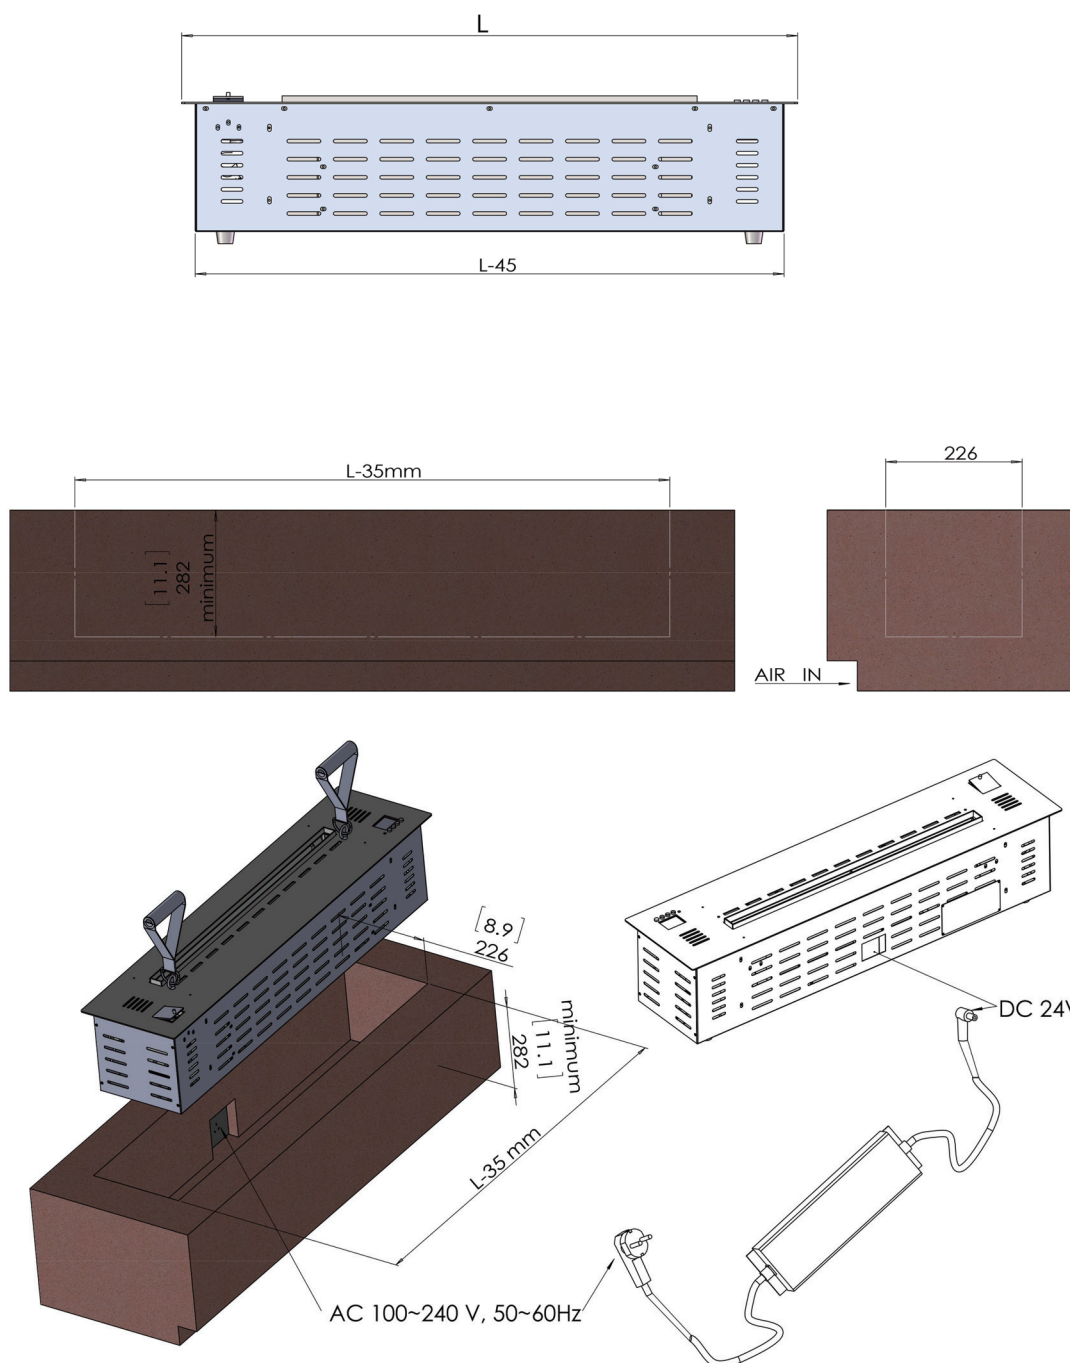 L
L-45
L-35mm
226
minimum
282
[11.1]
AIR IN
[8.9]
226
minimum
[11.1]
282
L-35 mm
DC 24V
AC 100~240 V, 50~60Hz